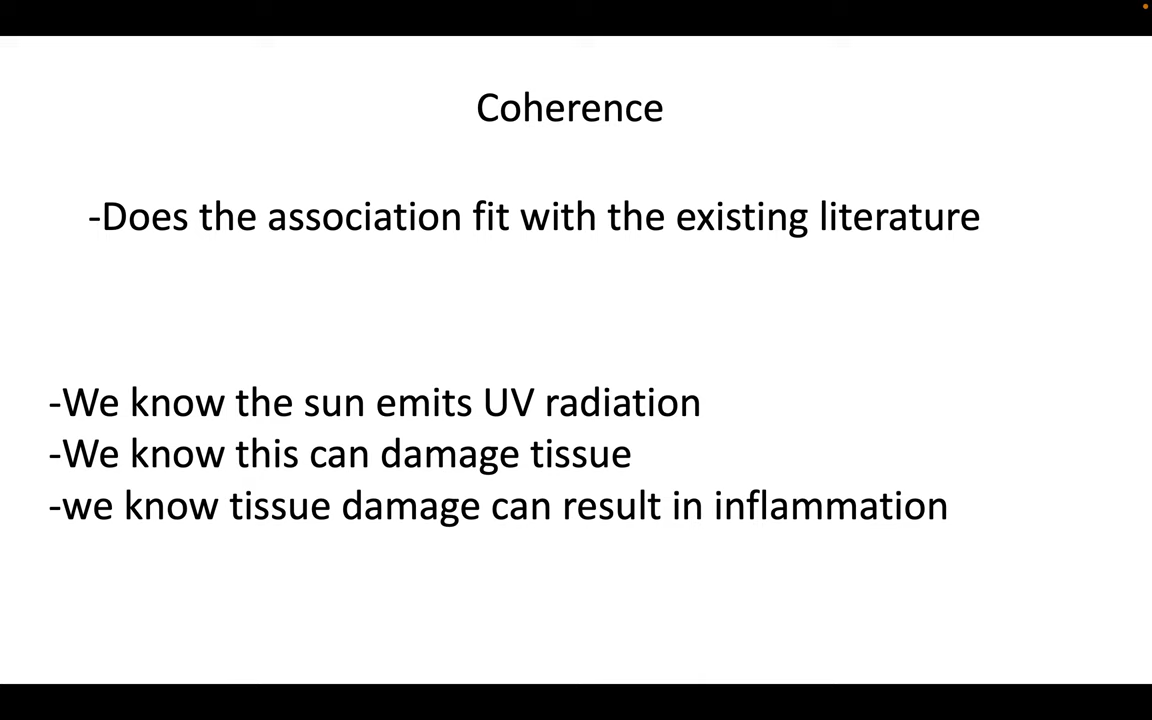 Coherence
-Does the association fit with the existing literature
-We know the sun emits UV radiation
-We know this can damage tissue
-we know tissue damage can result in inflammation